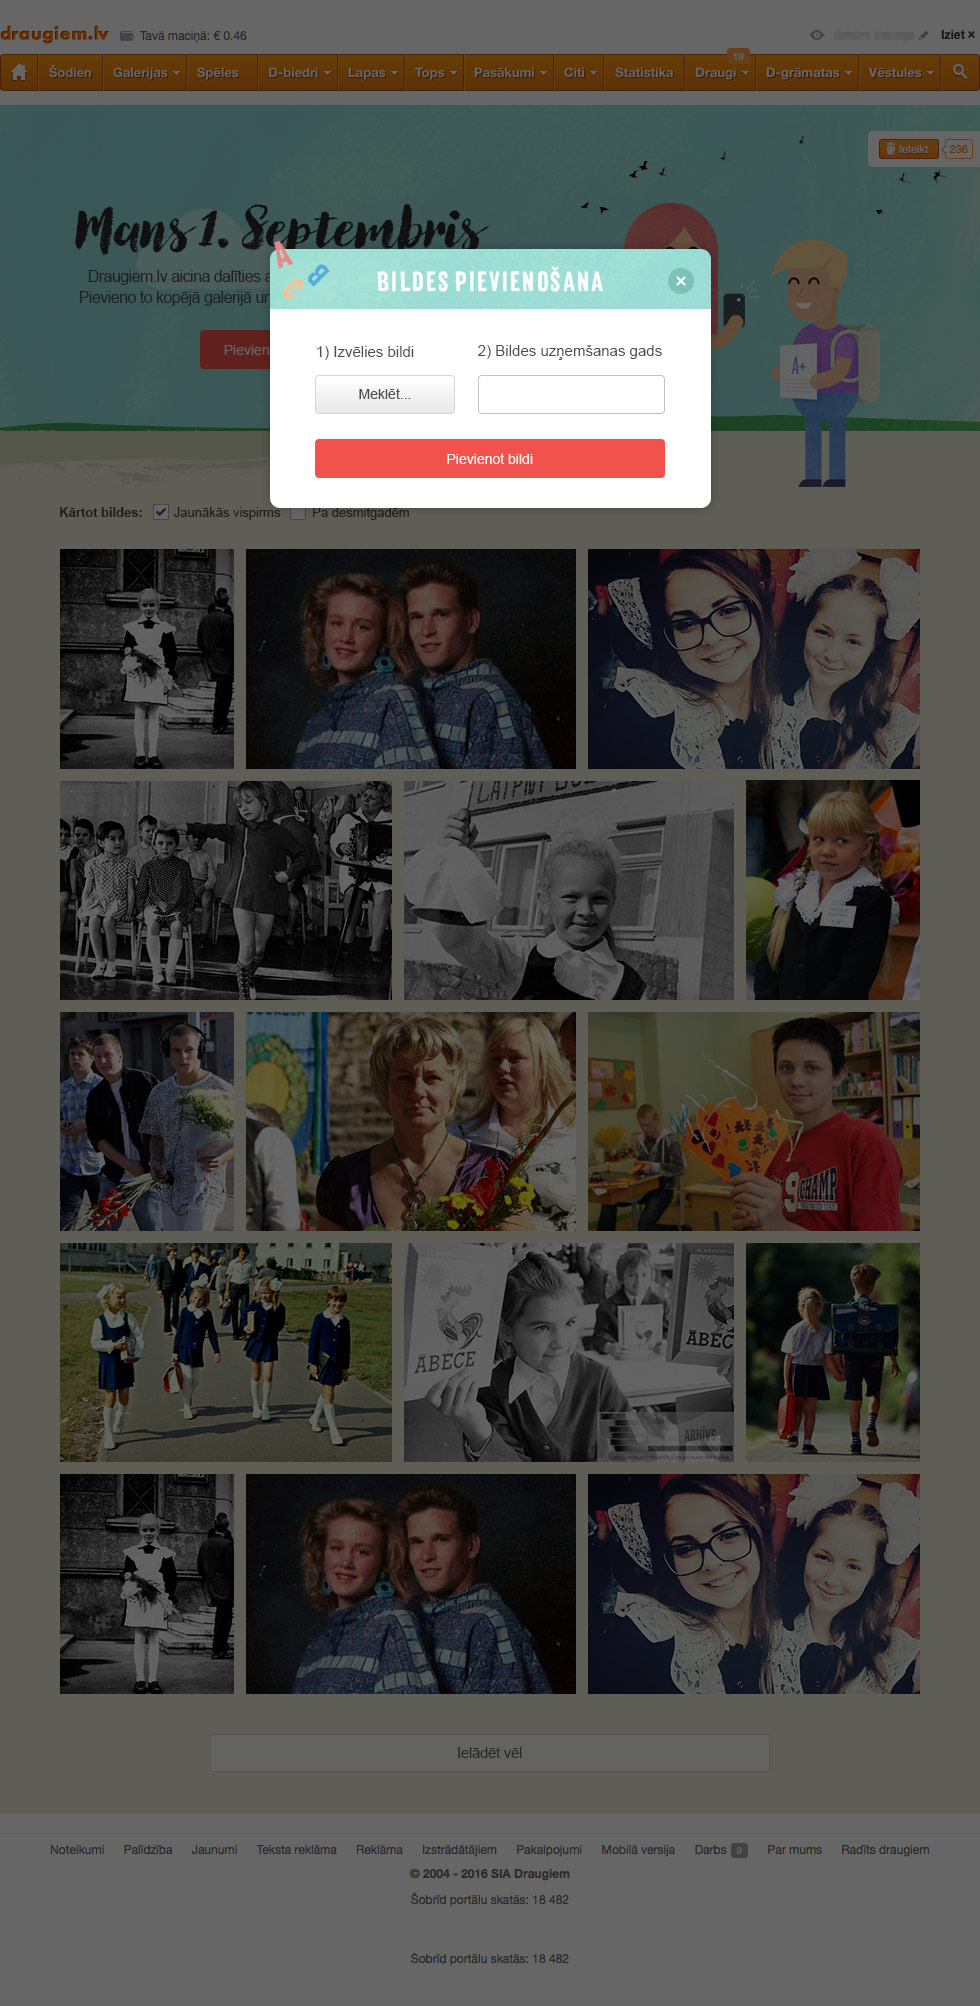 draugiem.lv
Tavā maciņā: € 0.46
Iziet ×
19
Šodien Galerijas Spēles D-biedri Lapas Tops Pasākumi Citi Statistika Draugi D-grāmatas Vēstules
Ieteikt 236
Mans 1. Septembris
Draugiem.lv aicina dalīties
Pievieno to kopējā galerijā
A C B
BILDES PIEVIENOŠANA
A+
1) Izvēlies bildi
2) Bildes uzņemšanas gads
Meklēt...
Pievienot bildi
Kārtot bildes: Jaunākās vispirms Pa desmitgadēm
9 CHAMP
ĀBECE
ĀBECE
ARHĪVS
Ielādēt vēl
Noteikumi Palīdzība Jaunumi Teksta reklāma Reklāma Izstrādātājiem Pakalpojumi Mobilā versija Darbs 9 Par mums Radīts draugiem
© 2004 - 2016 SIA Draugiem
Šobrīd portālu skatās: 18 482
Šobrīd portālu skatās: 18 482